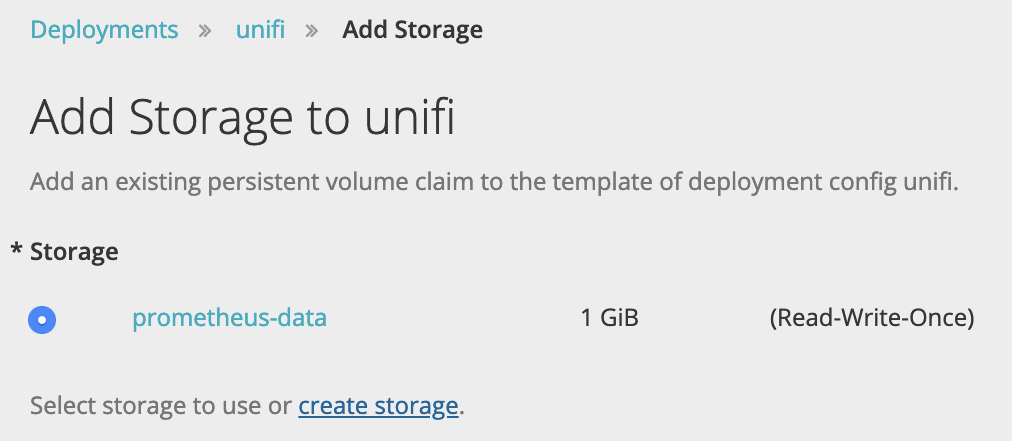 Deployments » unifi » Add Storage
Add Storage to unifi
Add an existing persistent volume claim to the template of deployment config unifi.
* Storage
prometheus-data 1 GiB (Read-Write-Once)
Select storage to use or create storage.